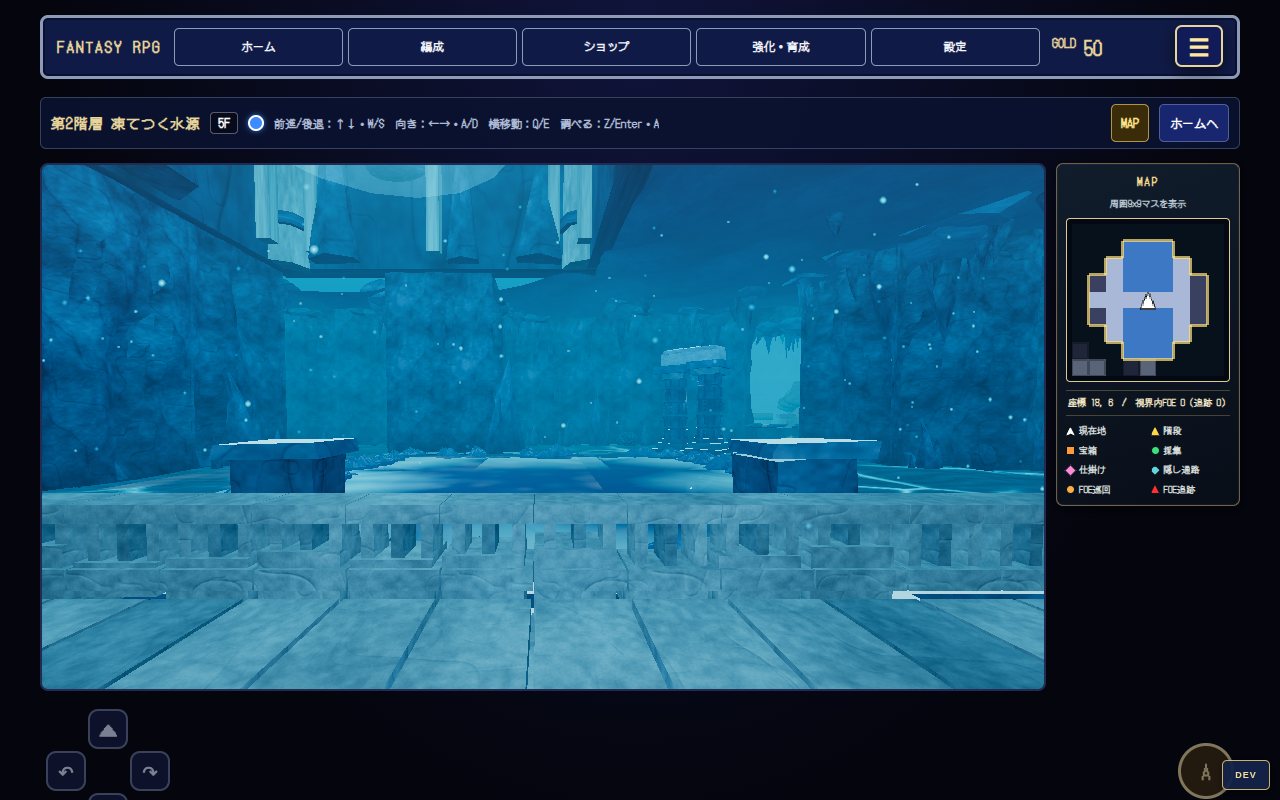 FANTASY RPG
ホーム
編成
ショップ
強化・育成
設定
GOLD 50
第2階層 凍てつく水源
5F
前進/後退：↑↓・W/S 向き：←→・A/D 横移動：Q/E 調べる：Z/Enter・A
MAP
ホームへ
MAP
周囲9x9マスを表示
座標 18, 6 / 視界内FOE 0 (追跡 0)
現在地
階段
宝箱
採集
仕掛け
隠し通路
FOE巡回
FOE追跡
A
DEV